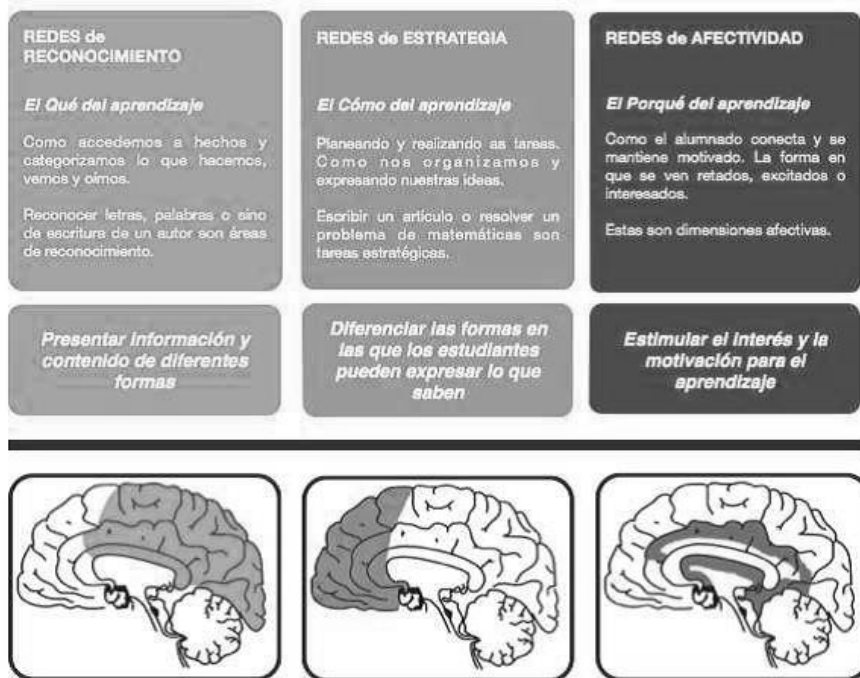 REDES de
RECONOCIMIENTO
El Qué del aprendizaje
Como accedemos a hechos y
categorizamos lo que hacemos,
vemos y oímos.
Reconocer letras, palabras o sino
de escritura de un autor son áreas
de reconocimiento.
Presentar información y
contenido de diferentes
formas
REDES de ESTRATEGIA
El Cómo del aprendizaje
Planeando y realizando as tareas.
Como nos organizamos y
expresando nuestras ideas.
Escribir un artículo o resolver un
problema de matemáticas son
tareas estratégicas.
Diferenciar las formas en
las que los estudiantes
pueden expresar lo que
saben
REDES de AFECTIVIDAD
El Porqué del aprendizaje
Como el alumnado conecta y se
mantiene motivado. La forma en
que se ven retados, excitados o
interesados.
Estas son dimensiones afectivas.
Estimular el interés y la
motivación para el
aprendizaje